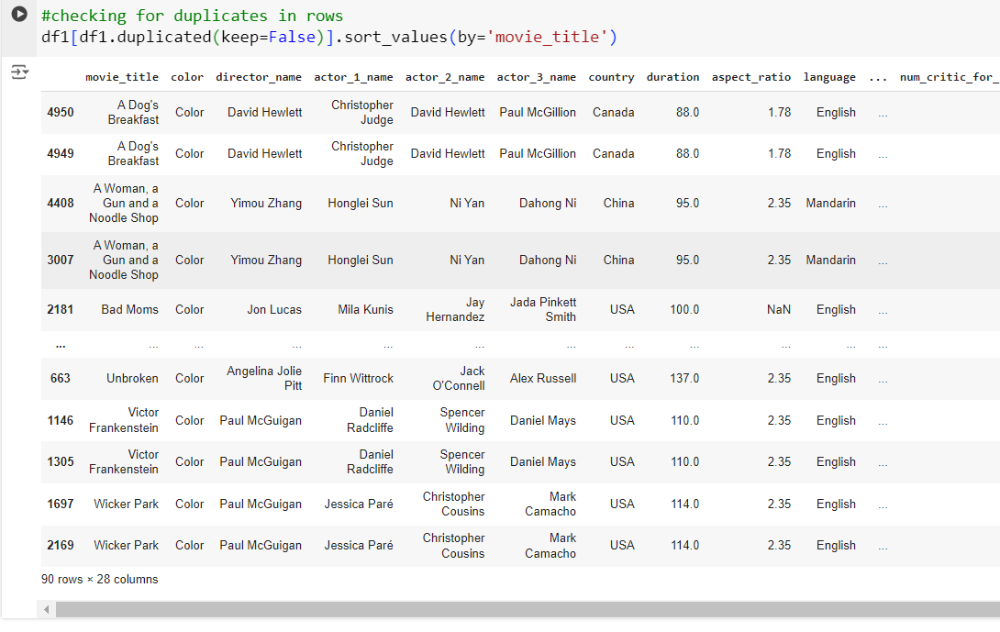 #checking for duplicates in rows
df1[df1.duplicated(keep=False)].sort_values(by='movie_title')
movie_title color director_name actor_1_name actor_2_name actor_3_name country duration aspect_ratio language ... num_critic_for_
4950 A Dog's Breakfast Color David Hewlett Christopher Judge David Hewlett Paul McGillion Canada 88.0 1.78 English ...
4949 A Dog's Breakfast Color David Hewlett Christopher Judge David Hewlett Paul McGillion Canada 88.0 1.78 English ...
4408 A Woman, a Gun and a Noodle Shop Color Yimou Zhang Honglei Sun Ni Yan Dahong Ni China 95.0 2.35 Mandarin ...
3007 A Woman, a Gun and a Noodle Shop Color Yimou Zhang Honglei Sun Ni Yan Dahong Ni China 95.0 2.35 Mandarin ...
2181 Bad Moms Color Jon Lucas Mila Kunis Jay Hernandez Jada Pinkett Smith USA 100.0 NaN English ...
... ... ... ... ... ... ... ... ... ... ... ...
663 Unbroken Color Angelina Jolie Pitt Finn Wittrock Jack O'Connell Alex Russell USA 137.0 2.35 English ...
1146 Victor Frankenstein Color Paul McGuigan Daniel Radcliffe Spencer Wilding Daniel Mays USA 110.0 2.35 English ...
1305 Victor Frankenstein Color Paul McGuigan Daniel Radcliffe Spencer Wilding Daniel Mays USA 110.0 2.35 English ...
1697 Wicker Park Color Paul McGuigan Jessica Paré Christopher Cousins Mark Camacho USA 114.0 2.35 English ...
2169 Wicker Park Color Paul McGuigan Jessica Paré Christopher Cousins Mark Camacho USA 114.0 2.35 English ...
90 rows × 28 columns